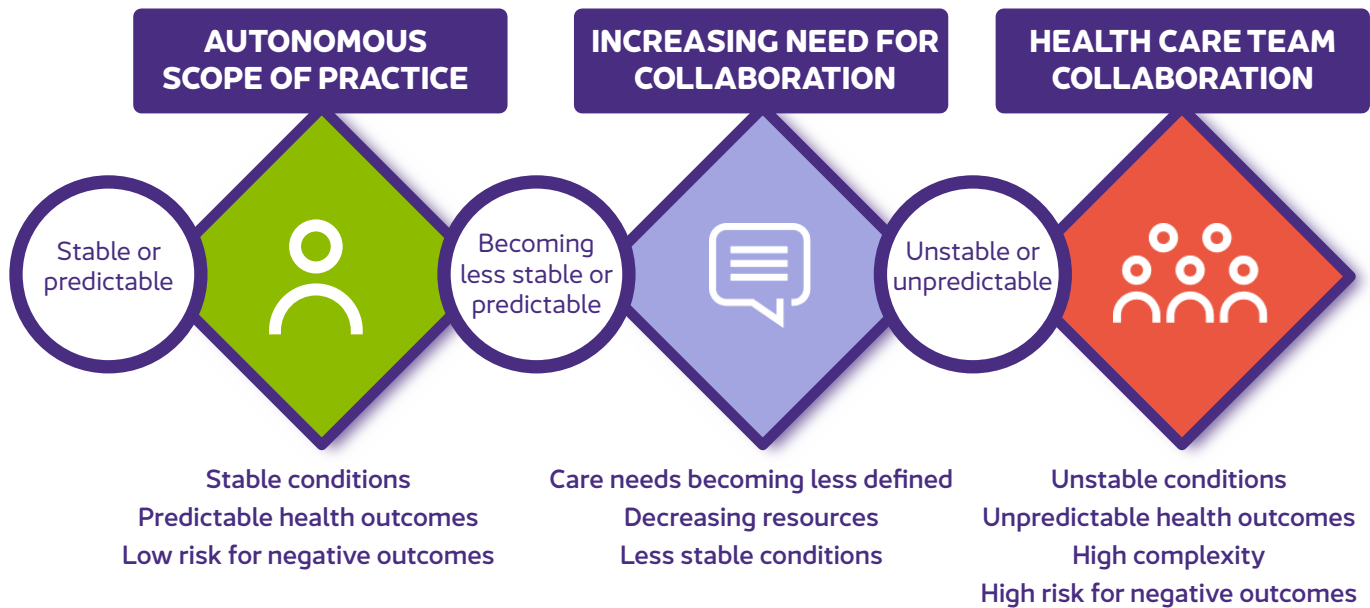 AUTONOMOUS
SCOPE OF PRACTICE
INCREASING NEED FOR
COLLABORATION
HEALTH CARE TEAM
COLLABORATION
Stable or
predictable
Becoming
less stable or
predictable
Unstable or
unpredictable
Stable conditions
Predictable health outcomes
Low risk for negative outcomes
Care needs becoming less defined
Decreasing resources
Less stable conditions
Unstable conditions
Unpredictable health outcomes
High complexity
High risk for negative outcomes